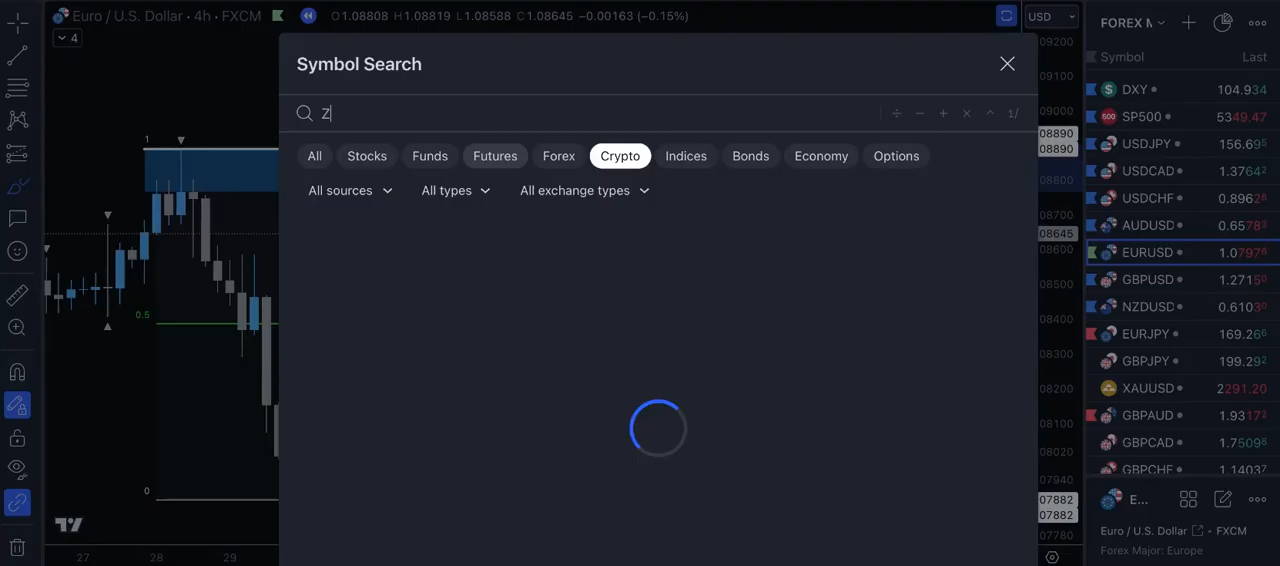 Euro / U.S. Dollar · 4h · FXCM O1.08808 H1.08819 L1.08588 C1.08645 −0.00163 (−0.15%) USD
4
Symbol Search
Z
÷ − + × ^ 1/
All Stocks Funds Futures Forex Crypto Indices Bonds Economy Options
All sources All types All exchange types
1
0.5
0
27 28 29
09200
09100
09000
08890
08890
08800
08700
08645
08600
08500
08400
08300
08200
08100
08020
07940
07882
07882
07780
FOREX M
Symbol Last
DXY 104.934
SP500 5349.47
USDJPY 156.695
USDCAD 1.37642
USDCHF 0.89628
AUDUSD 0.65783
EURUSD 1.07976
GBPUSD 1.27150
NZDUSD 0.61030
EURJPY 169.266
GBPJPY 199.292
XAUUSD 2291.20
GBPAUD 1.93172
GBPCAD 1.75098
GBPCHF 1.14037
E...
Euro / U.S. Dollar · FXCM
Forex Major: Europe